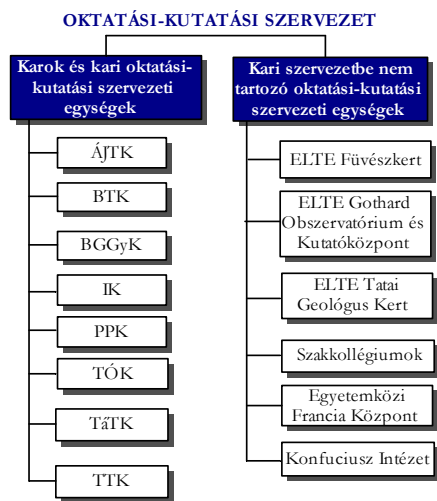 OKTATÁSI-KUTATÁSI SZERVEZET
Karok és kari oktatási-
kutatási szervezeti
egységek
ÁJTK
BTK
BGGyK
IK
PPK
TÓK
TáTK
TTK
Kari szervezetbe nem
tartozó oktatási-kutatási
szervezeti egységek
ELTE Füvészkert
ELTE Gothard
Obszervatórium és
Kutatóközpont
ELTE Tatai
Geológus Kert
Szakkollégiumok
Egyetemközi
Francia Központ
Konfuciusz Intézet